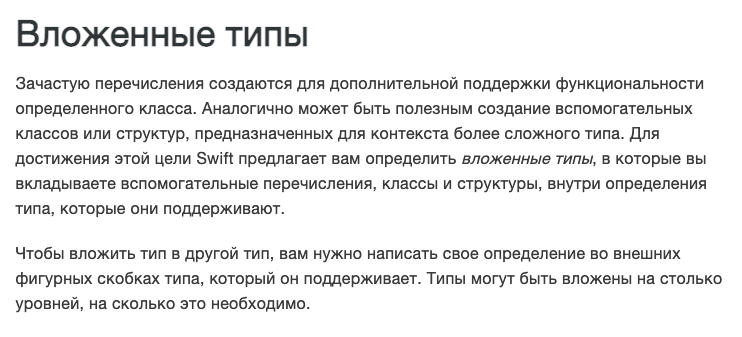 Вложенные типы
Зачастую перечисления создаются для дополнительной поддержки функциональности
определенного класса. Аналогично может быть полезным создание вспомогательных
классов или структур, предназначенных для контекста более сложного типа. Для
достижения этой цели Swift предлагает вам определить вложенные типы, в которые вы
вкладываете вспомогательные перечисления, классы и структуры, внутри определения
типа, которые они поддерживают.
Чтобы вложить тип в другой тип, вам нужно написать свое определение во внешних
фигурных скобках типа, который он поддерживает. Типы могут быть вложены на столько
уровней, на сколько это необходимо.